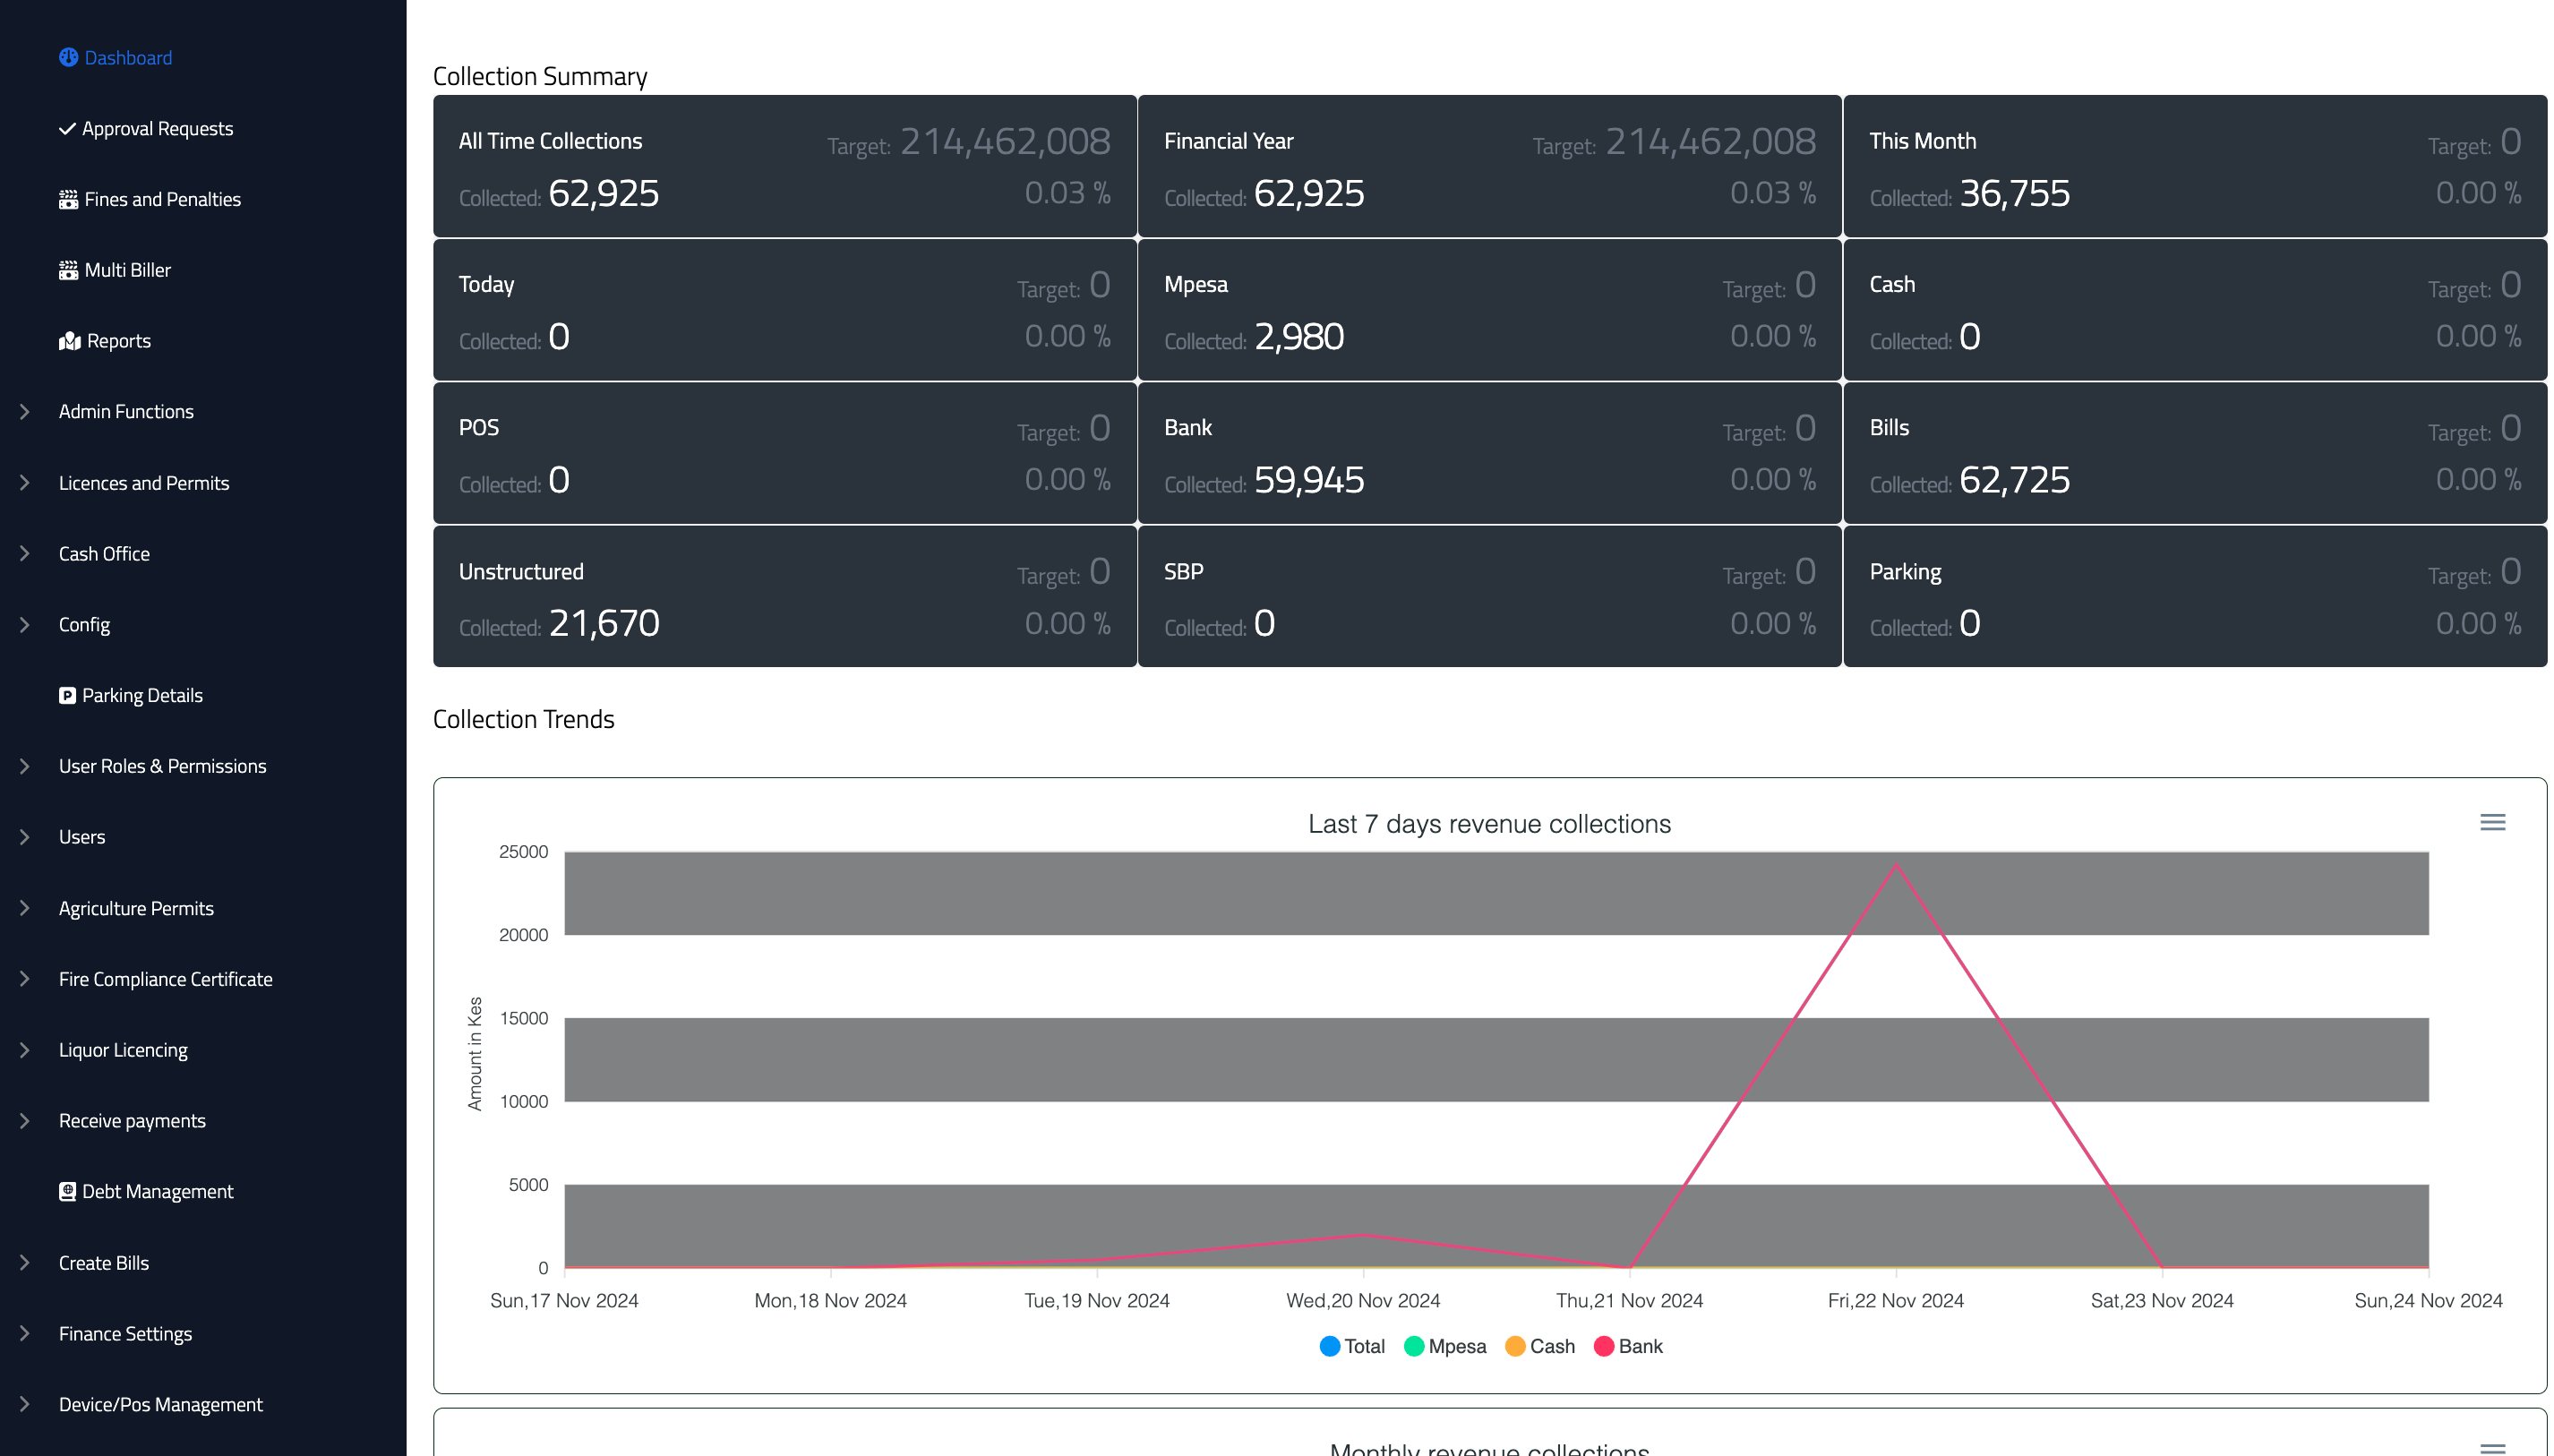 Dashboard
Approval Requests
Fines and Penalties
Multi Biller
Reports
Admin Functions
Licences and Permits
Cash Office
Config
Parking Details
User Roles & Permissions
Users
Agriculture Permits
Fire Compliance Certificate
Liquor Licencing
Receive payments
Debt Management
Create Bills
Finance Settings
Device/Pos Management
Collection Summary
All Time Collections Target: 214,462,008
Collected: 62,925 0.03 %
Financial Year Target: 214,462,008
Collected: 62,925 0.03 %
This Month Target: 0
Collected: 36,755 0.00 %
Today Target: 0
Collected: 0 0.00 %
Mpesa Target: 0
Collected: 2,980 0.00 %
Cash Target: 0
Collected: 0 0.00 %
POS Target: 0
Collected: 0 0.00 %
Bank Target: 0
Collected: 59,945 0.00 %
Bills Target: 0
Collected: 62,725 0.00 %
Unstructured Target: 0
Collected: 21,670 0.00 %
SBP Target: 0
Collected: 0 0.00 %
Parking Target: 0
Collected: 0 0.00 %
Collection Trends
Last 7 days revenue collections
Amount in Kes
25000
20000
15000
10000
5000
0
Sun,17 Nov 2024 Mon,18 Nov 2024 Tue,19 Nov 2024 Wed,20 Nov 2024 Thu,21 Nov 2024 Fri,22 Nov 2024 Sat,23 Nov 2024 Sun,24 Nov 2024
Total Mpesa Cash Bank
Monthly revenue collections